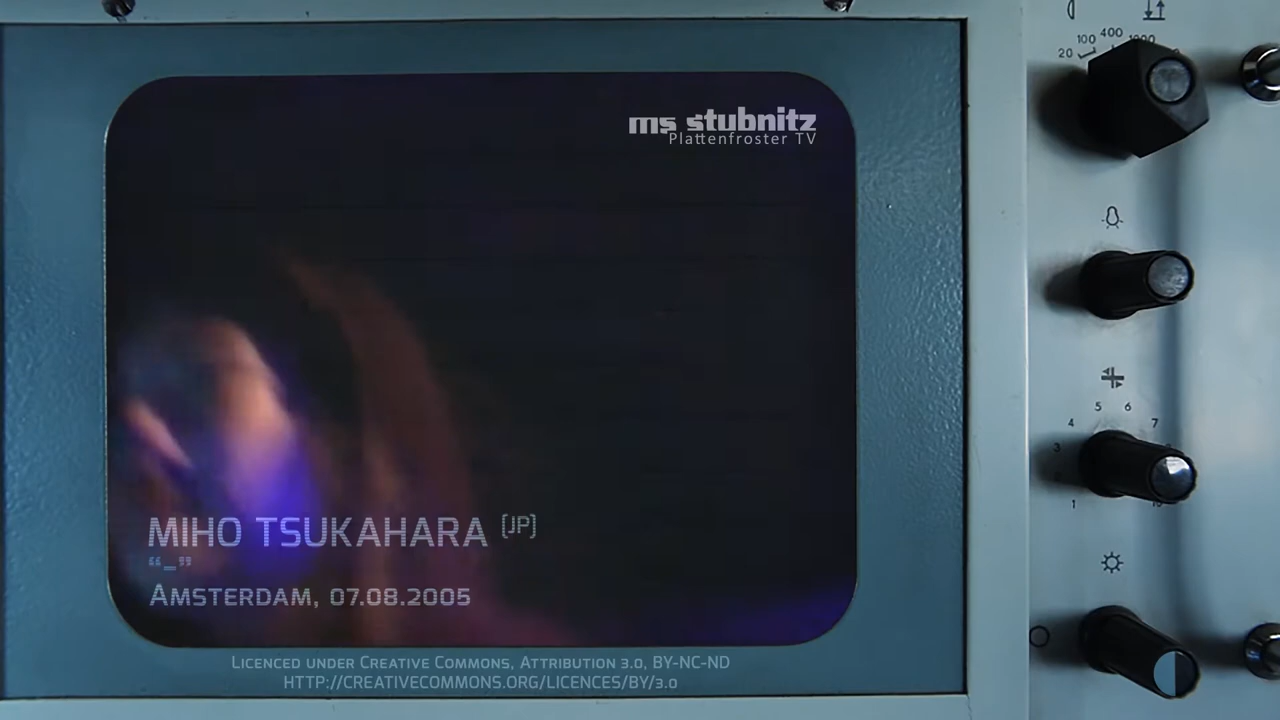 ms stubnitz
Plattenfroster TV
20 100 400 1000
MIHO TSUKAHARA [JP]
“_”
AMSTERDAM, 07.08.2005
LICENCED UNDER CREATIVE COMMONS, ATTRIBUTION 3.0, BY-NC-ND
HTTP://CREATIVECOMMONS.ORG/LICENCES/BY/3.0
5 6
4 7
3
1 10